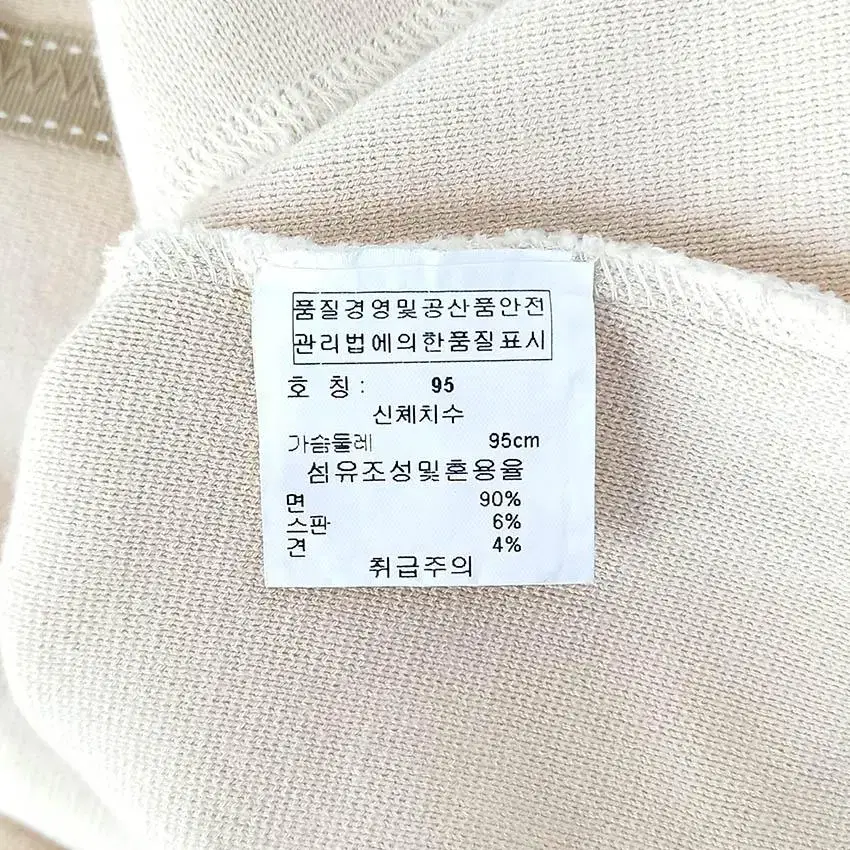 품질경영및공산품안전
관리법에의한품질표시
호 칭 : 95
신체치수
가슴둘레 95cm
섬유조성및혼용율
면 90%
스판 6%
견 4%
취급주의